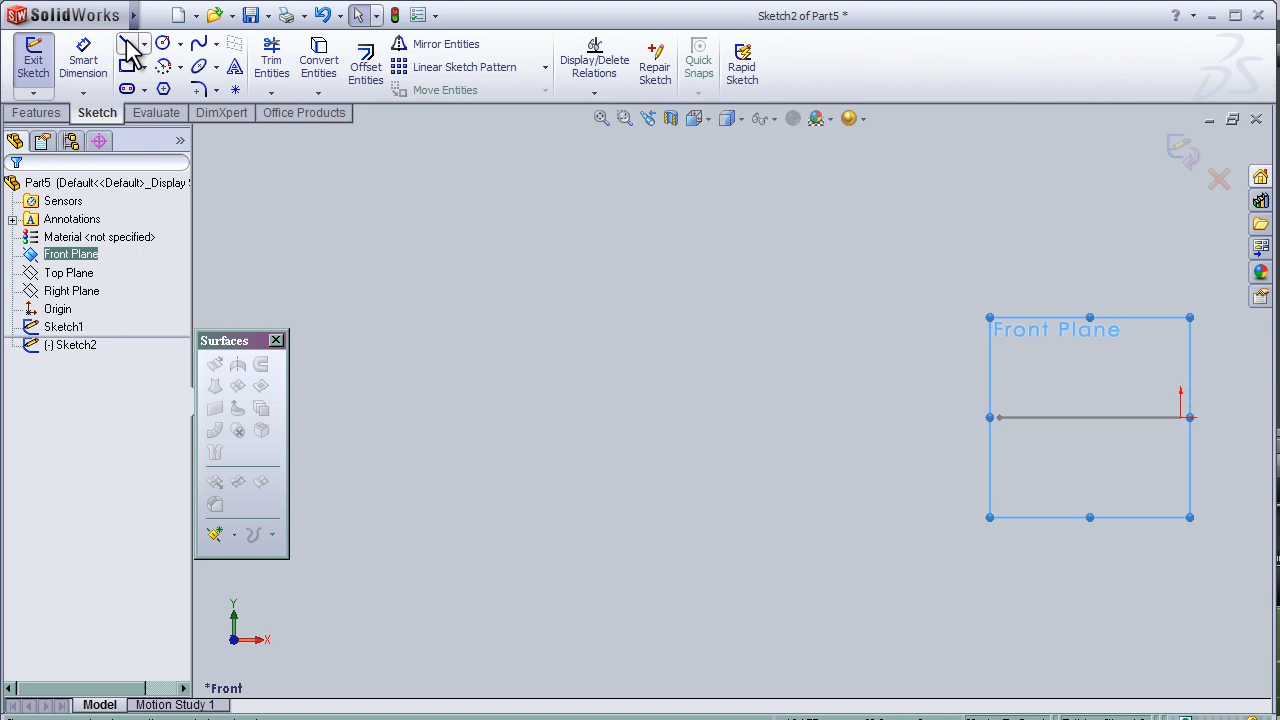 SolidWorks
Sketch2 of Part5 *
Exit Sketch
Smart Dimension
Trim Entities
Convert Entities
Offset Entities
Mirror Entities
Linear Sketch Pattern
Move Entities
Display/Delete Relations
Repair Sketch
Quick Snaps
Rapid Sketch
Features
Sketch
Evaluate
DimXpert
Office Products
Part5 (Default<<Default>_Display
Sensors
Annotations
Material <not specified>
Front Plane
Top Plane
Right Plane
Origin
Sketch1
(-) Sketch2
Surfaces
Front Plane
Y
X
*Front
Model
Motion Study 1